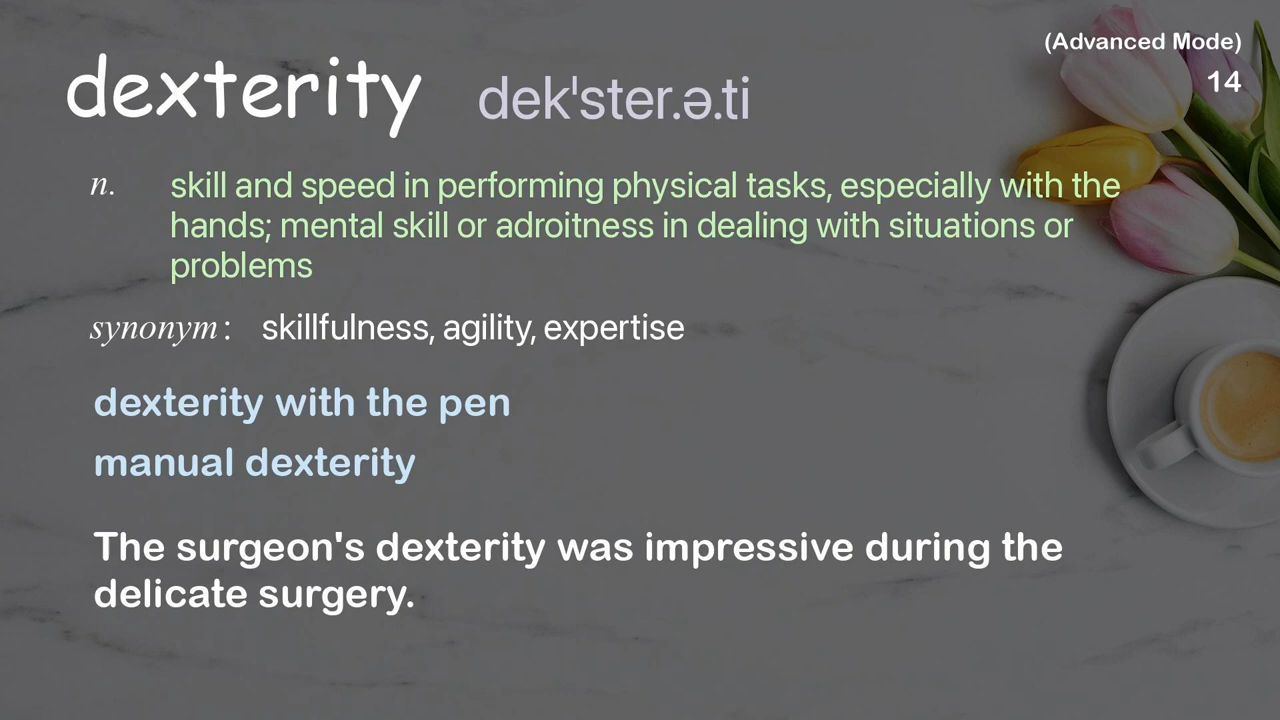 (Advanced Mode)
14
dexterity dek'ster.ə.ti
n. skill and speed in performing physical tasks, especially with the
hands; mental skill or adroitness in dealing with situations or
problems
synonym: skillfulness, agility, expertise
dexterity with the pen
manual dexterity
The surgeon's dexterity was impressive during the
delicate surgery.